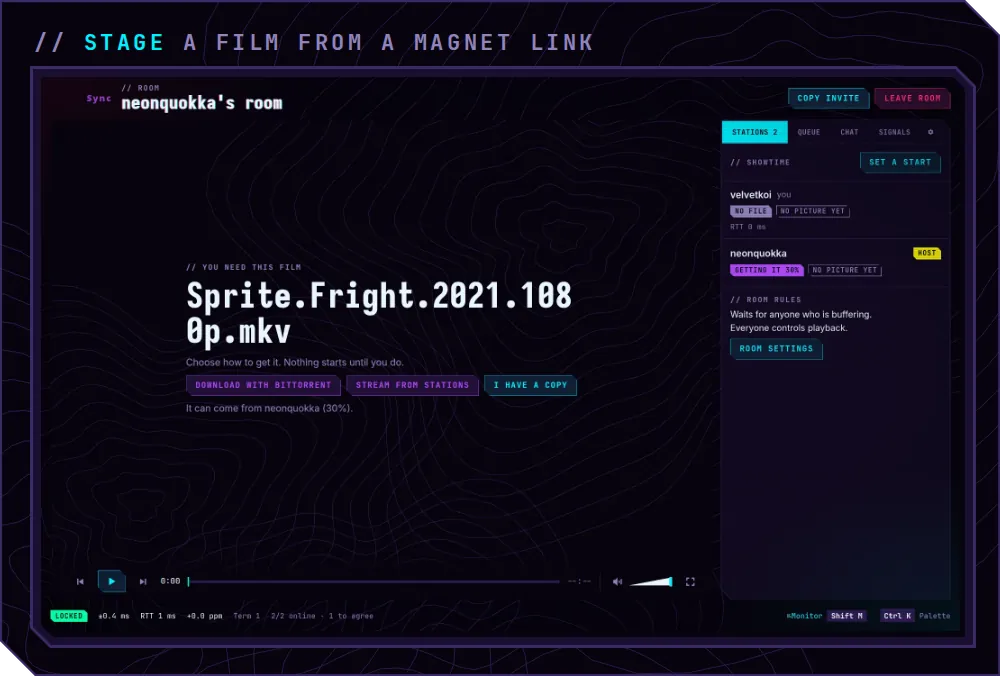 // STAGE A FILM FROM A MAGNET LINK
Sync
// ROOM
neonquokka's room
COPY INVITE
LEAVE ROOM
STATIONS 2
QUEUE
CHAT
SIGNALS
// SHOWTIME
SET A START
velvetkoi you
NO FILE
NO PICTURE YET
RTT 0 ms
neonquokka
HOST
GETTING IT 30%
NO PICTURE YET
// ROOM RULES
Waits for anyone who is buffering.
Everyone controls playback.
ROOM SETTINGS
// YOU NEED THIS FILM
Sprite.Fright.2021.108
0p.mkv
Choose how to get it. Nothing starts until you do.
DOWNLOAD WITH BITTORRENT
STREAM FROM STATIONS
I HAVE A COPY
It can come from neonquokka (30%).
0:00
--:--
LOCKED
±0.4 ms
RTT 1 ms
+0.0 ppm
Term 1 · 2/2 online · 1 to agree
Monitor
Shift M
Ctrl K
Palette